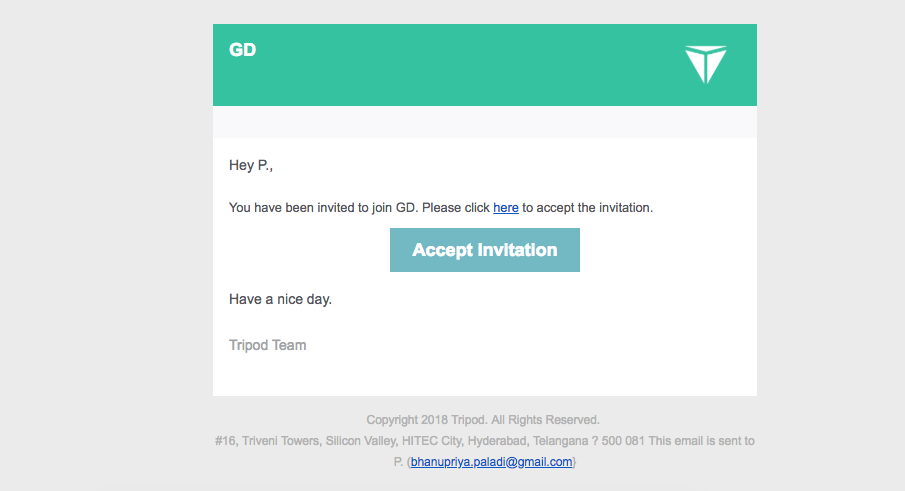 GD
Hey P.,
You have been invited to join GD. Please click here to accept the invitation.
Accept Invitation
Have a nice day.
Tripod Team
Copyright 2018 Tripod. All Rights Reserved.
#16, Triveni Towers, Silicon Valley, HITEC City, Hyderabad, Telangana ? 500 081 This email is sent to
P. (bhanupriya.paladi@gmail.com)